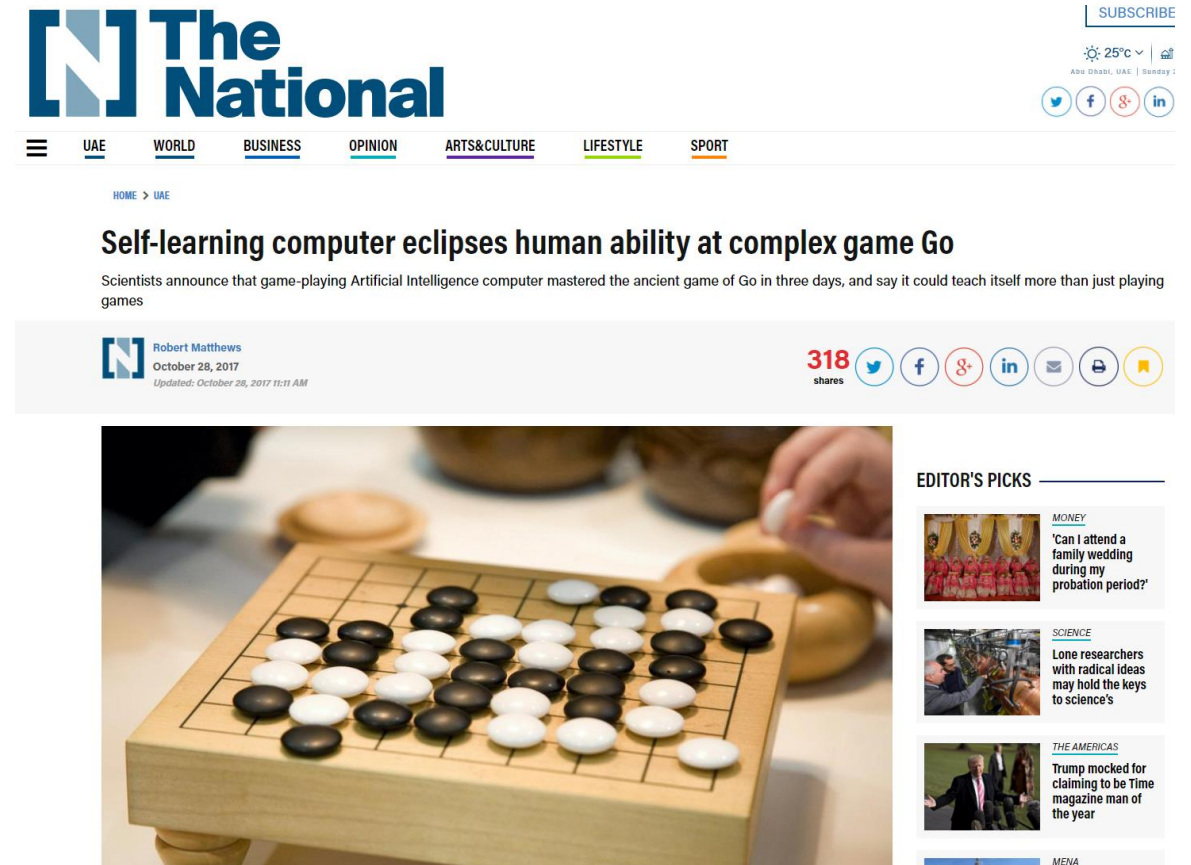 The
National
SUBSCRIBE
25°C
Abu Dhabi, UAE | Sunday
UAE WORLD BUSINESS OPINION ARTS&CULTURE LIFESTYLE SPORT
HOME > UAE
Self-learning computer eclipses human ability at complex game Go
Scientists announce that game-playing Artificial Intelligence computer mastered the ancient game of Go in three days, and say it could teach itself more than just playing
games
Robert Matthews
October 28, 2017
Updated: October 28, 2017 11:11 AM
318
shares
EDITOR'S PICKS
MONEY
'Can I attend a
family wedding
during my
probation period?'
SCIENCE
Lone researchers
with radical ideas
may hold the keys
to science's
THE AMERICAS
Trump mocked for
claiming to be Time
magazine man of
the year
MENA